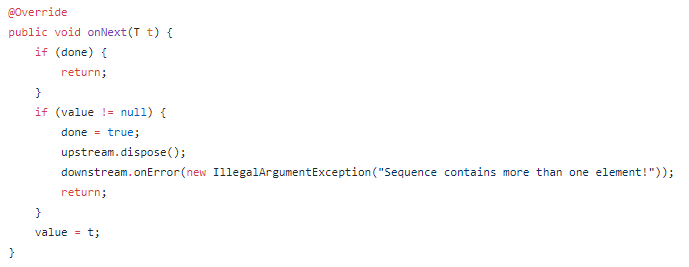 @Override
public void onNext(T t) {
    if (done) {
        return;
    }
    if (value != null) {
        done = true;
        upstream.dispose();
        downstream.onError(new IllegalArgumentException("Sequence contains more than one element!"));
        return;
    }
    value = t;
}